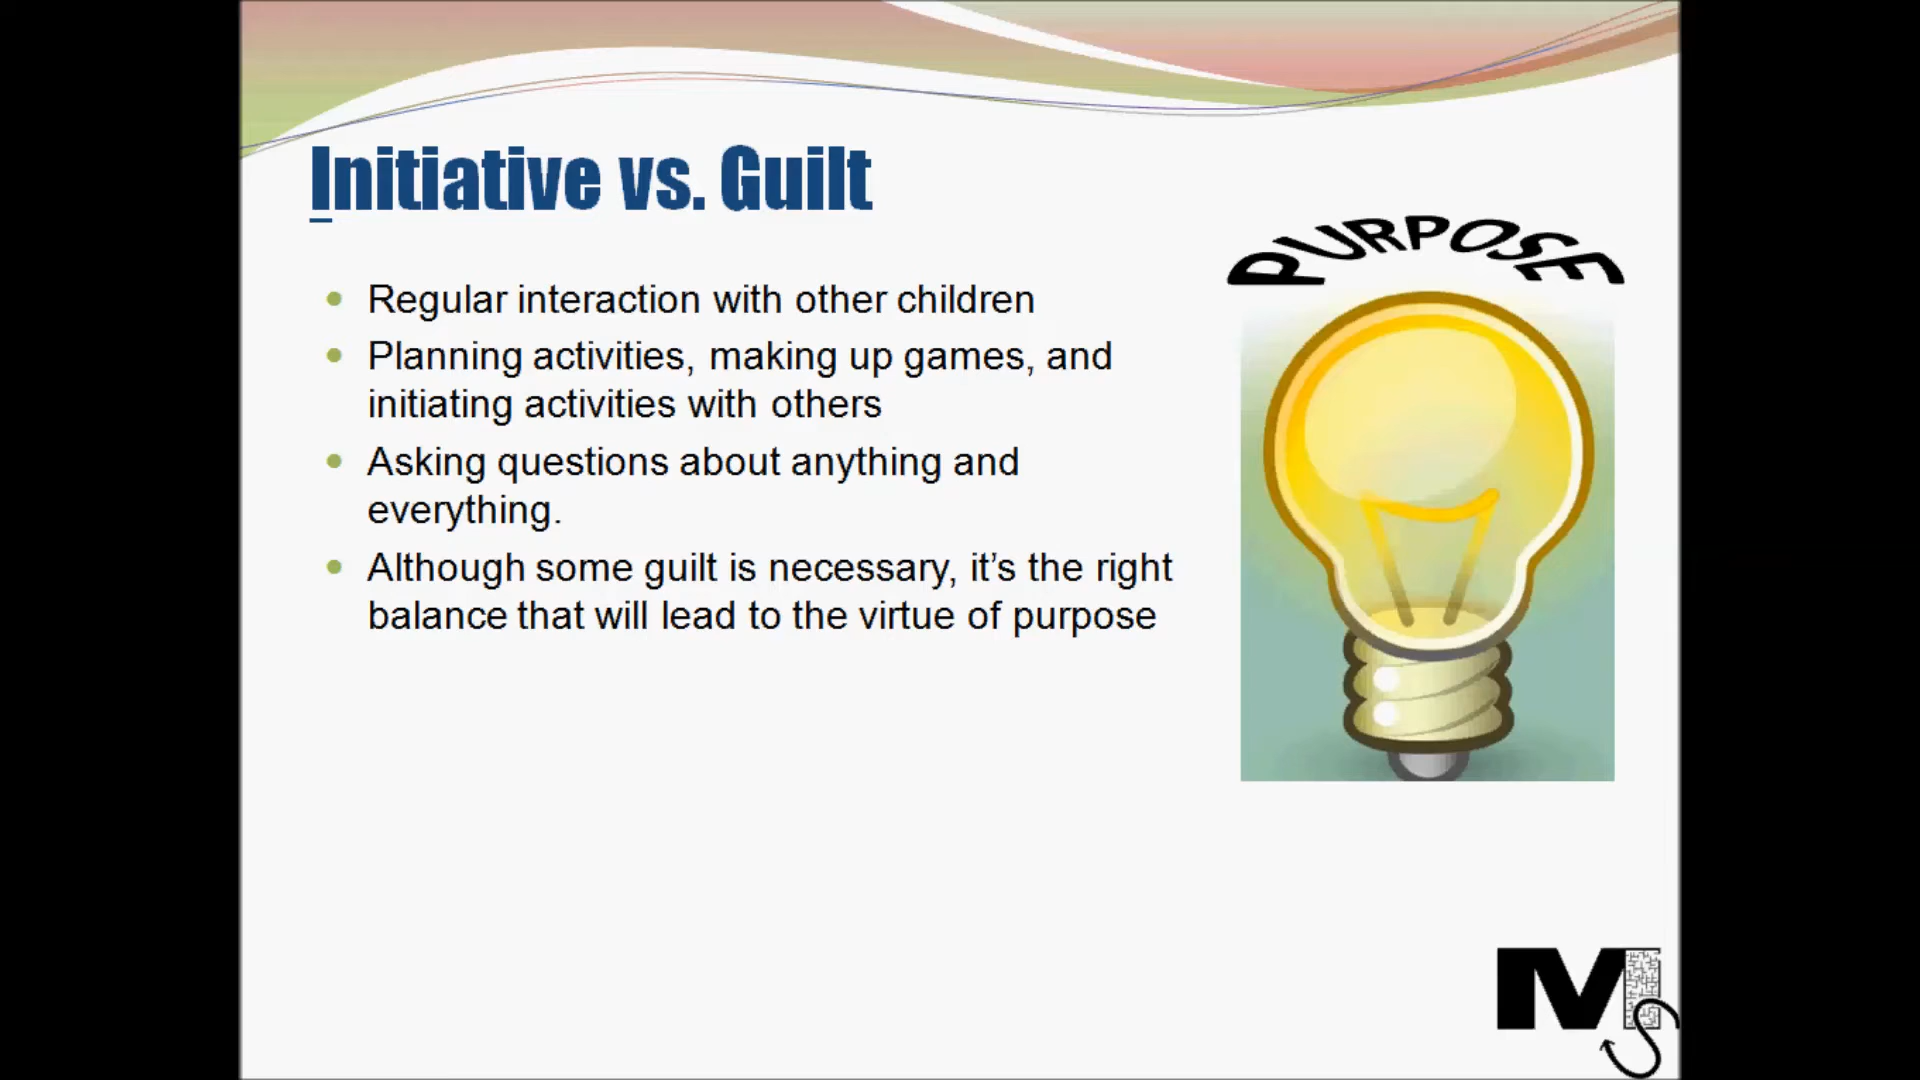 Initiative vs. Guilt
PURPOSE
• Regular interaction with other children
• Planning activities, making up games, and
initiating activities with others
• Asking questions about anything and
everything.
• Although some guilt is necessary, it’s the right
balance that will lead to the virtue of purpose
MS